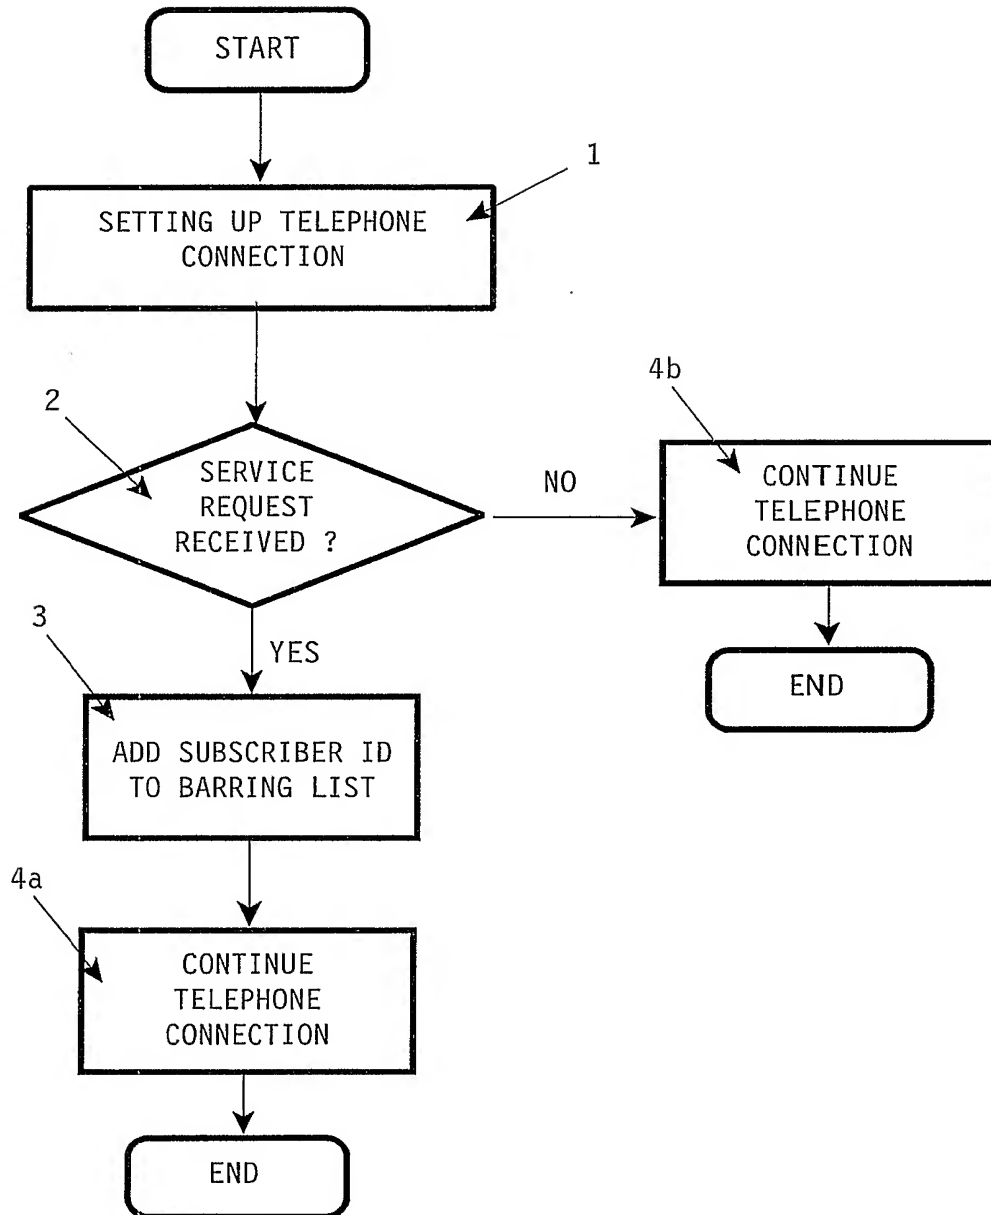 START
1
SETTING UP TELEPHONE
CONNECTION
2
SERVICE
REQUEST
RECEIVED ?
NO
4b
CONTINUE
TELEPHONE
CONNECTION
END
YES
3
ADD SUBSCRIBER ID
TO BARRING LIST
4a
CONTINUE
TELEPHONE
CONNECTION
END